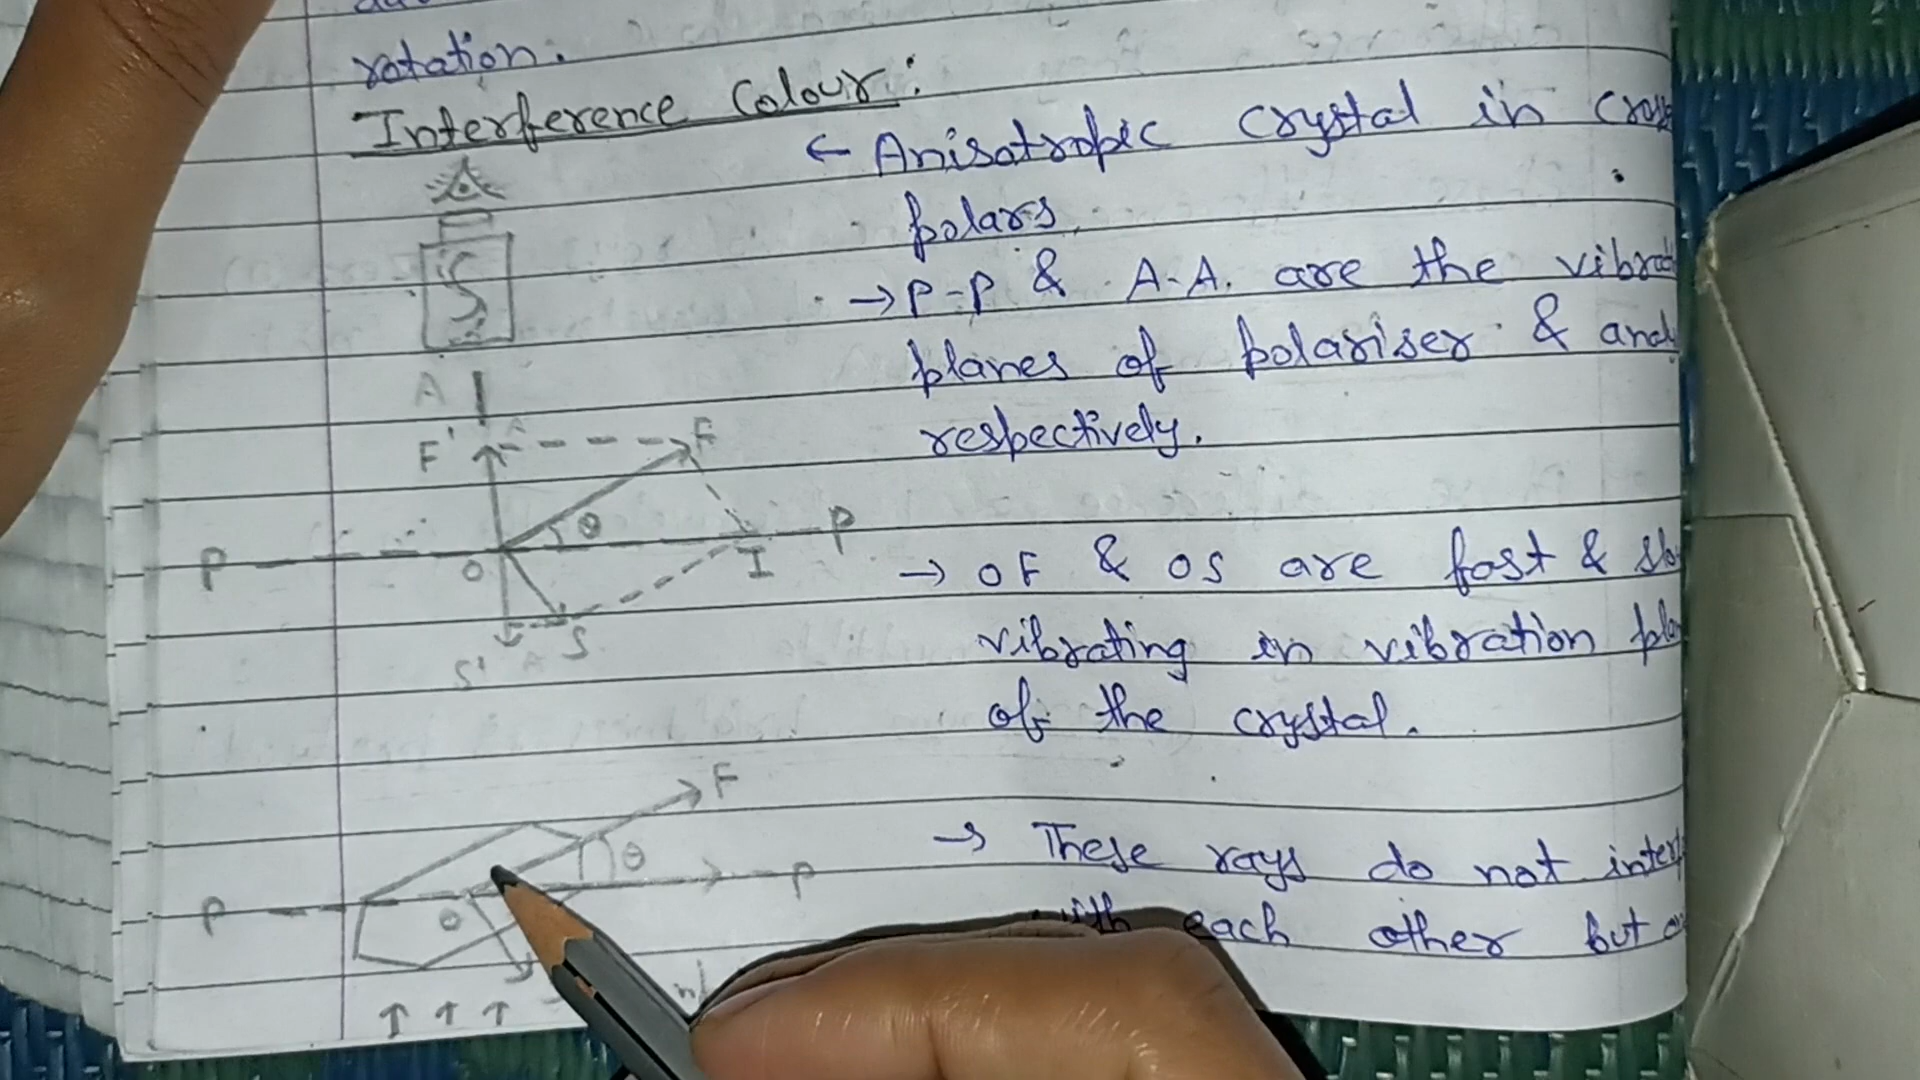 rotation.
Interference Colour:
← Anisotropic crystal in
polars
→ P-P & A-A. are the
planes of polariser & 
respectively.
A
F' F
θ
P P
O I
S' S
→ OF & OS are fast &
vibrating in vibration
of the crystal.
F
θ
P P
O
→ These rays do not
each other but